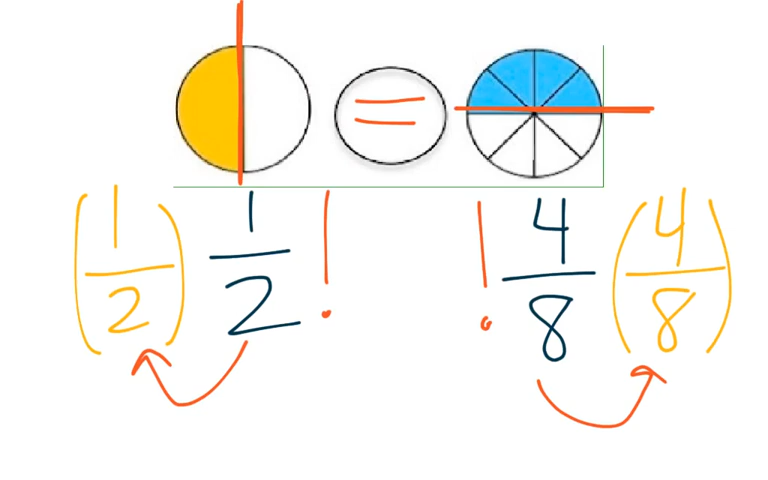 =
(1/2) 1/2 ! ! 4/8 (4/8)